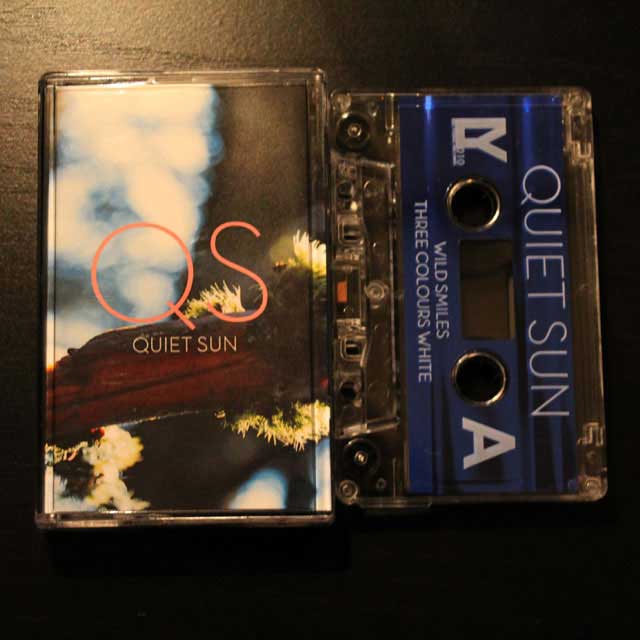 QS
QUIET SUN
QUIET SUN
WILD SMILES
THREE COLOURS WHITE
A